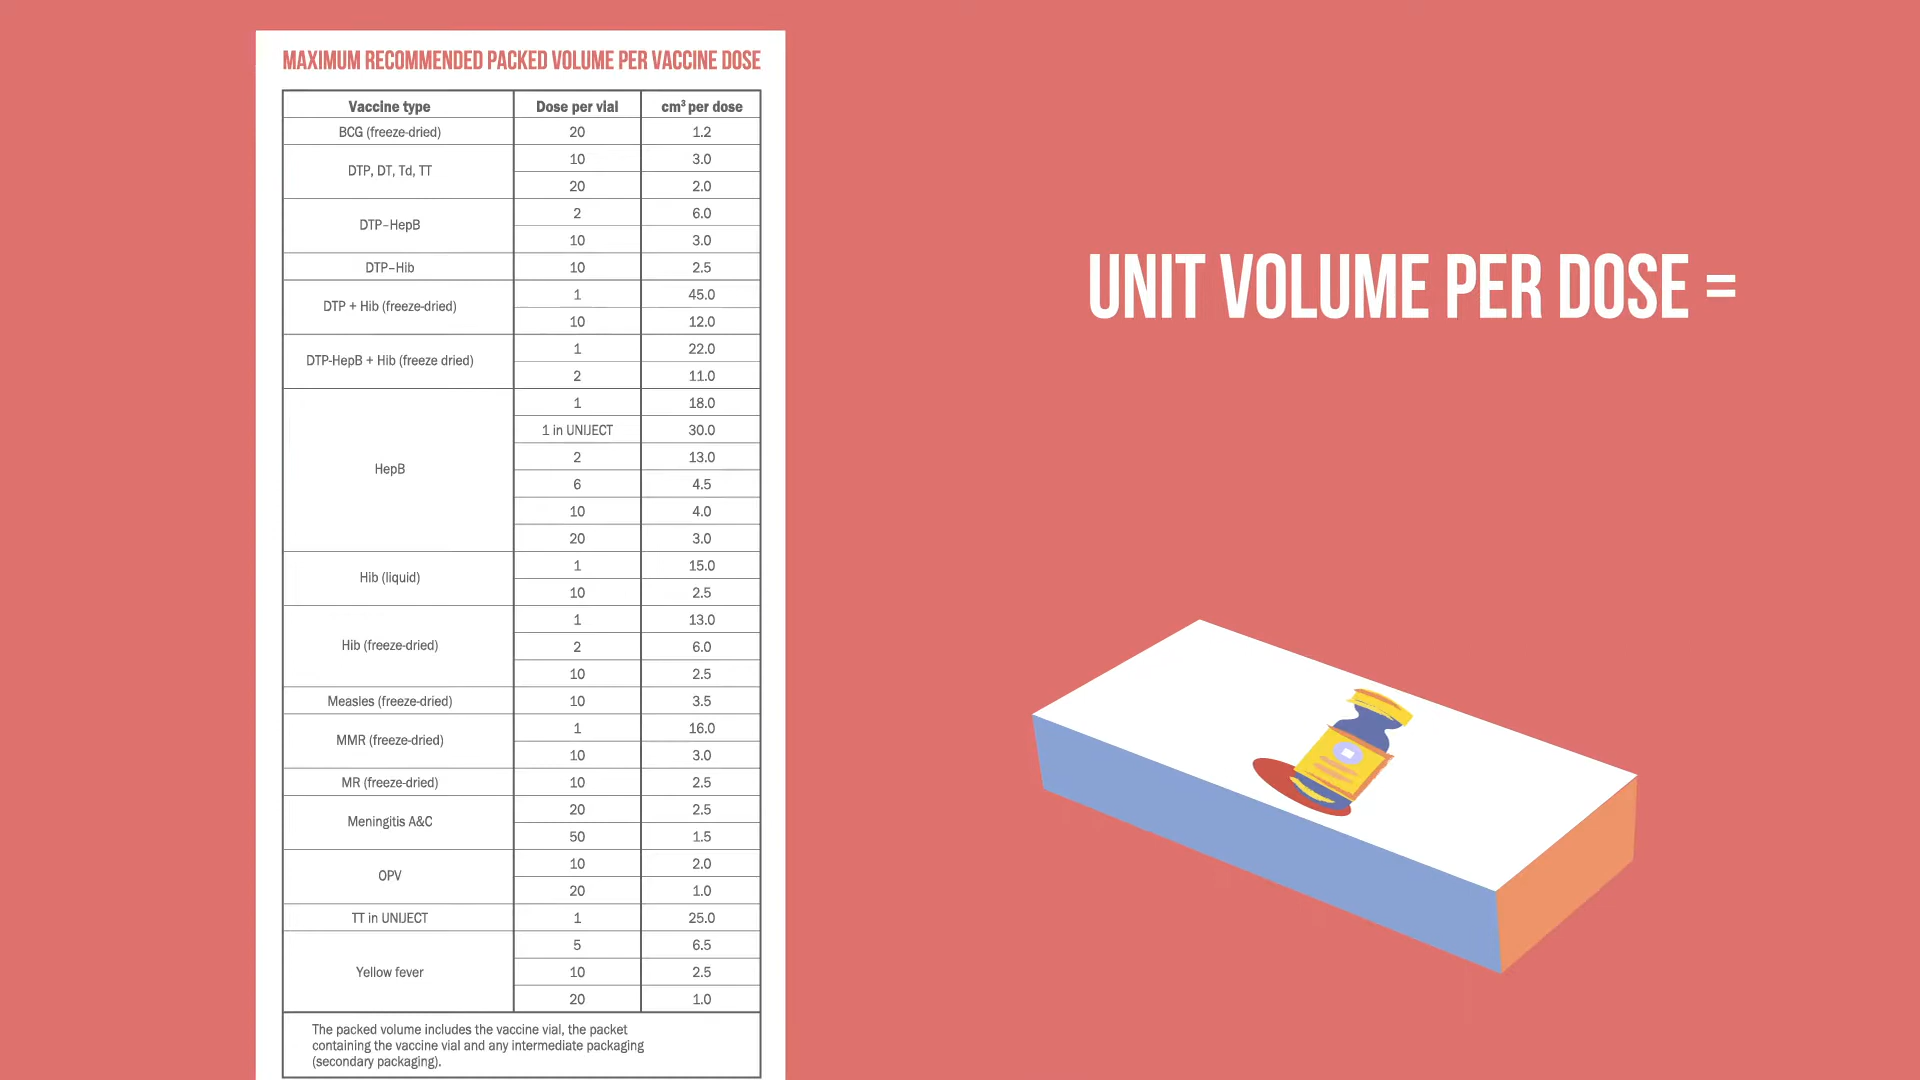 MAXIMUM RECOMMENDED PACKED VOLUME PER VACCINE DOSE
Vaccine type Dose per vial cm³ per dose
BCG (freeze-dried) 20 1.2
DTP, DT, Td, TT
10 3.0
20 2.0
DTP–HepB
2 6.0
10 3.0
DTP–Hib 10 2.5
DTP + Hib (freeze-dried)
1 45.0
10 12.0
DTP-HepB + Hib (freeze dried)
1 22.0
2 11.0
HepB
1 18.0
1 in UNIJECT 30.0
2 13.0
6 4.5
10 4.0
20 3.0
Hib (liquid)
1 15.0
10 2.5
Hib (freeze-dried)
1 13.0
2 6.0
10 2.5
Measles (freeze-dried) 10 3.5
MMR (freeze-dried)
1 16.0
10 3.0
MR (freeze-dried) 10 2.5
Meningitis A&C
20 2.5
50 1.5
OPV
10 2.0
20 1.0
TT in UNIJECT 1 25.0
Yellow fever
5 6.5
10 2.5
20 1.0
The packed volume includes the vaccine vial, the packet
containing the vaccine vial and any intermediate packaging
(secondary packaging).
UNIT VOLUME PER DOSE =